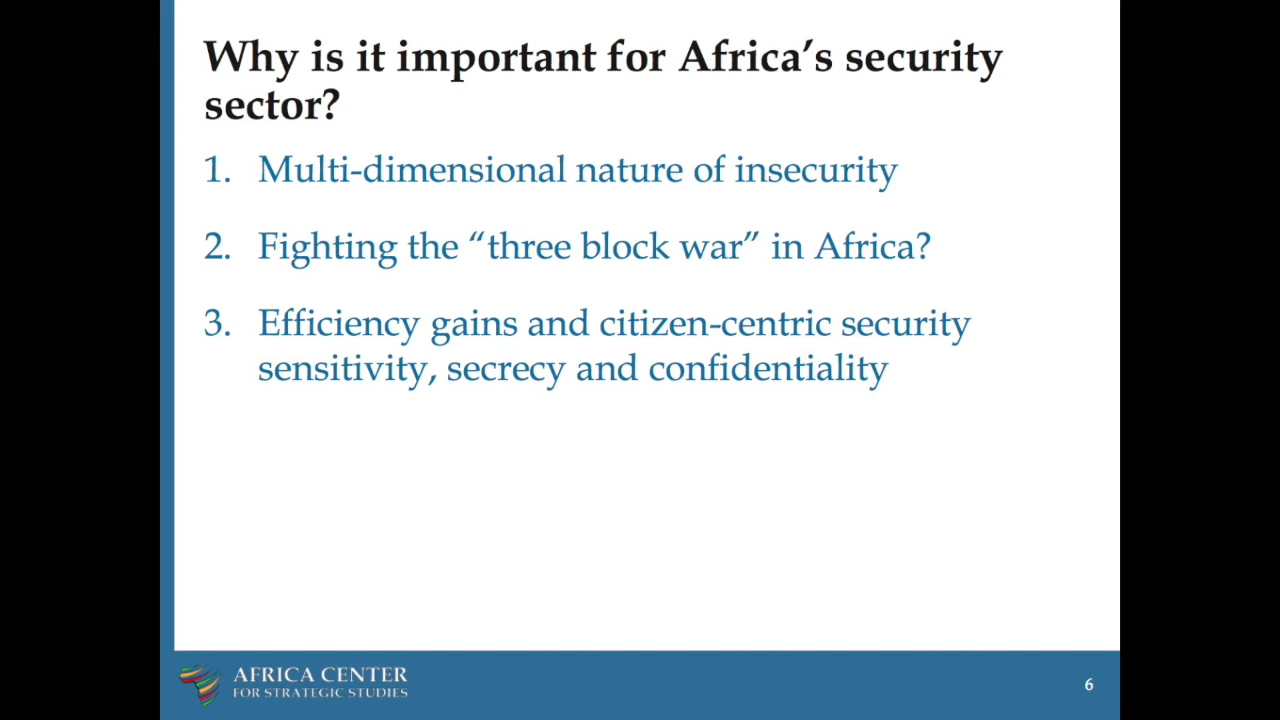 Why is it important for Africa’s security
sector?
1. Multi-dimensional nature of insecurity
2. Fighting the “three block war” in Africa?
3. Efficiency gains and citizen-centric security
sensitivity, secrecy and confidentiality
AFRICA CENTER
FOR STRATEGIC STUDIES
6